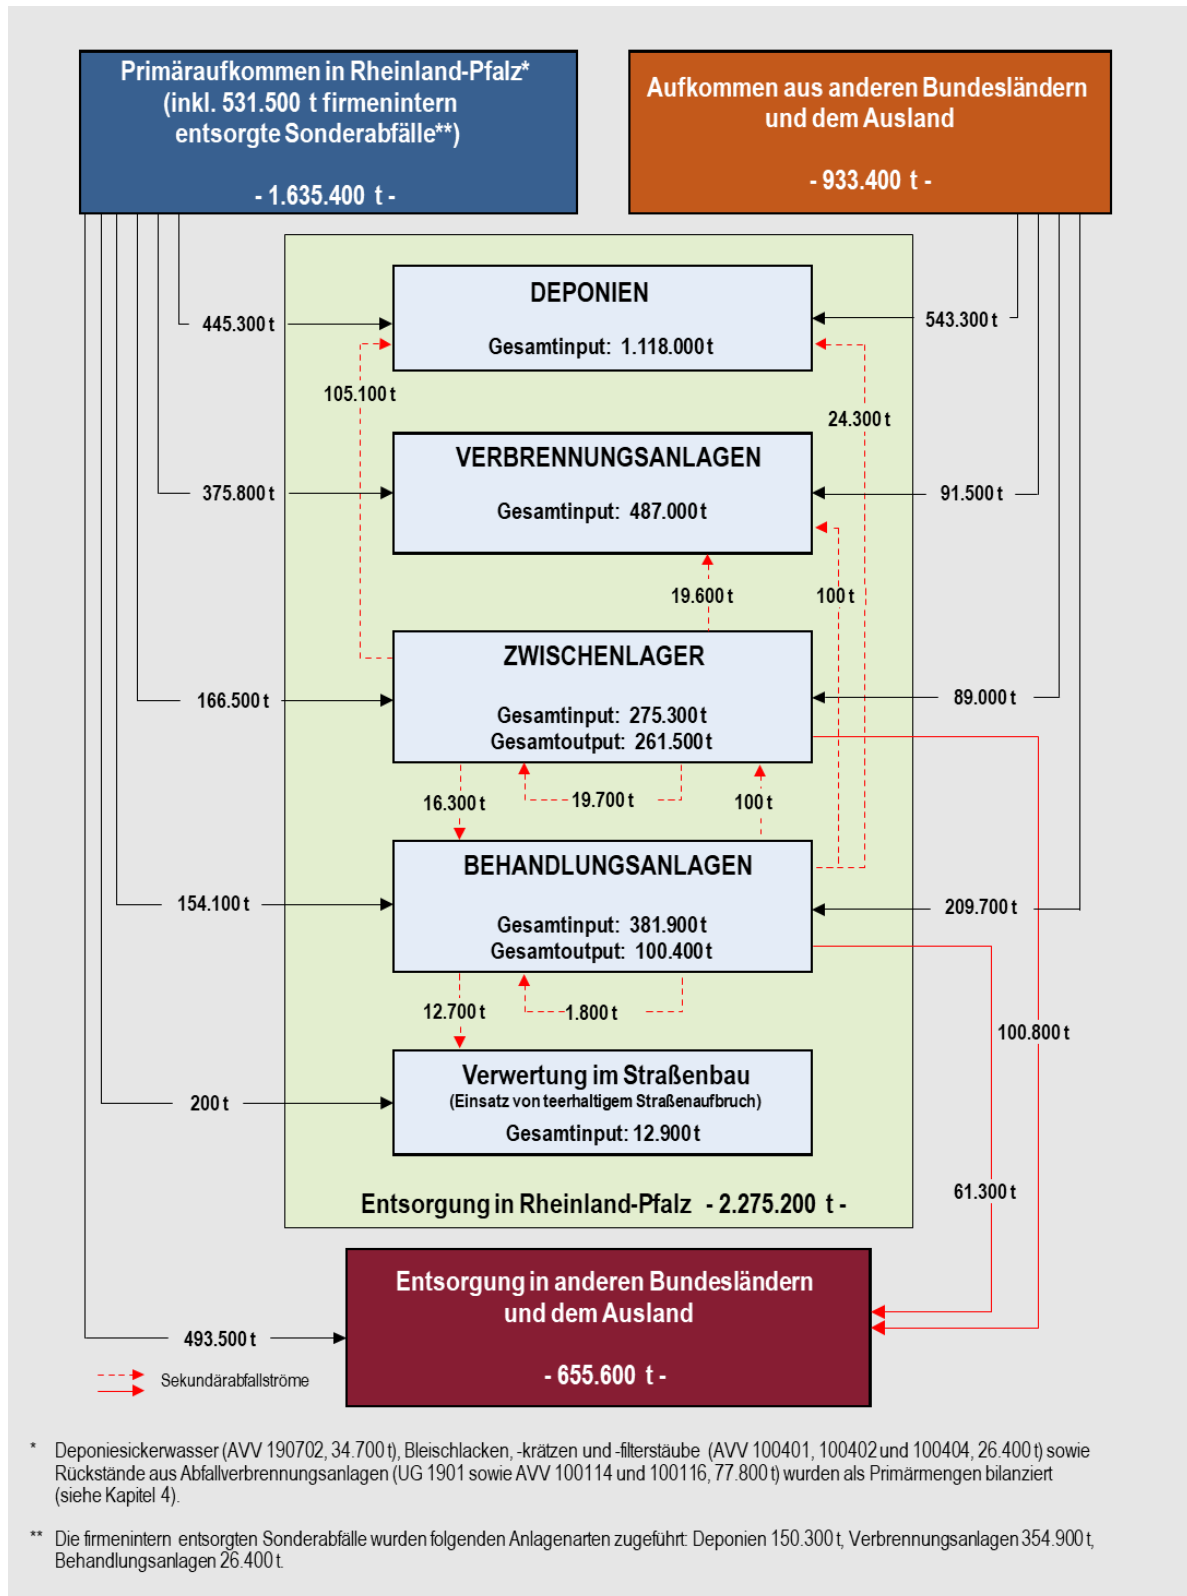 Primäraufkommen in Rheinland-Pfalz*
(inkl. 531.500 t firmenintern
entsorgte Sonderabfälle**)
- 1.635.400 t -
Aufkommen aus anderen Bundesländern
und dem Ausland
- 933.400 t -
DEPONIEN
Gesamtinput: 1.118.000 t
445.300 t
543.300 t
105.100 t
24.300 t
VERBRENNUNGSANLAGEN
Gesamtinput: 487.000 t
375.800 t
91.500 t
19.600 t
100 t
ZWISCHENLAGER
Gesamtinput: 275.300 t
Gesamtoutput: 261.500 t
166.500 t
89.000 t
16.300 t
19.700 t
100 t
BEHANDLUNGSANLAGEN
Gesamtinput: 381.900 t
Gesamtoutput: 100.400 t
154.100 t
209.700 t
12.700 t
1.800 t
100.800 t
Verwertung im Straßenbau
(Einsatz von teerhaltigem Straßenaufbruch)
Gesamtinput: 12.900 t
200 t
61.300 t
Entsorgung in Rheinland-Pfalz - 2.275.200 t -
Entsorgung in anderen Bundesländern
und dem Ausland
- 655.600 t -
493.500 t
Sekundärabfallströme
* Deponiesickerwasser (AVV 190702, 34.700 t), Bleischlacken, -krätzen und -filterstäube (AVV 100401, 100402 und 100404, 26.400 t) sowie
Rückstände aus Abfallverbrennungsanlagen (UG 1901 sowie AVV 100114 und 100116, 77.800 t) wurden als Primärmengen bilanziert
(siehe Kapitel 4).
** Die firmenintern entsorgten Sonderabfälle wurden folgenden Anlagenarten zugeführt: Deponien 150.300 t, Verbrennungsanlagen 354.900 t,
Behandlungsanlagen 26.400 t.